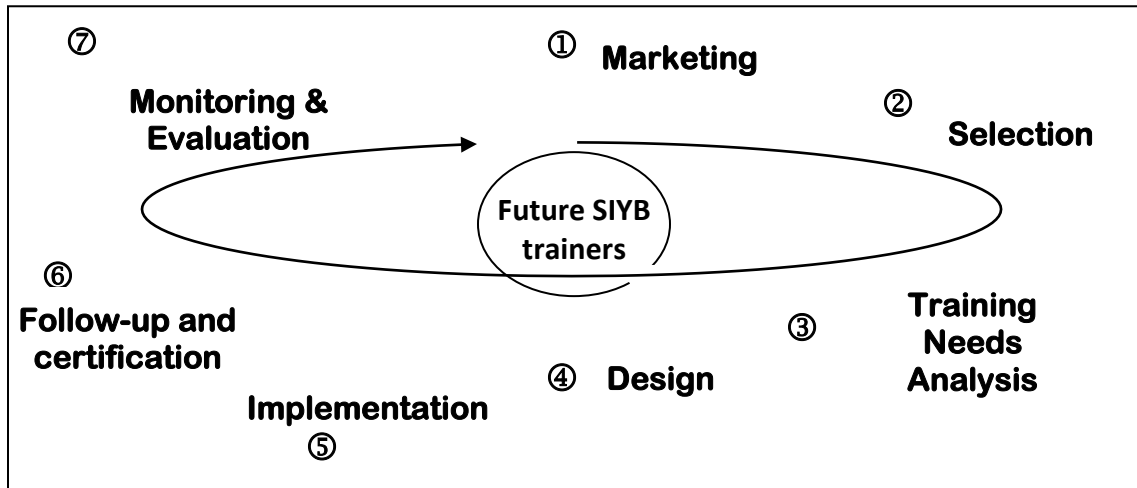 ⑦
Monitoring &
Evaluation
① Marketing
②
Selection
Future SIYB
trainers
③
Training
Needs
Analysis
④ Design
⑤
Implementation
⑥
Follow-up and
certification